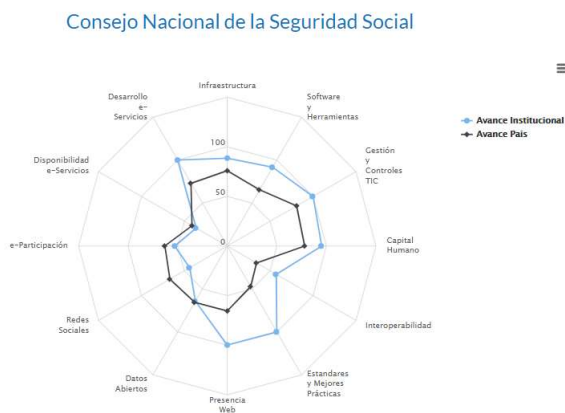 Consejo Nacional de la Seguridad Social
Infraestructura
Software
y
Herramientas
Gestión
y
Controles
TIC
Capital
Humano
Interoperabilidad
Estandares
y Mejores
Prácticas
Presencia
Web
Datos
Abiertos
Redes
Sociales
e-Participación
Disponibilidad
e-Servicios
Desarrollo
e-
Servicios
100
50
0
Avance Institucional
Avance Pais